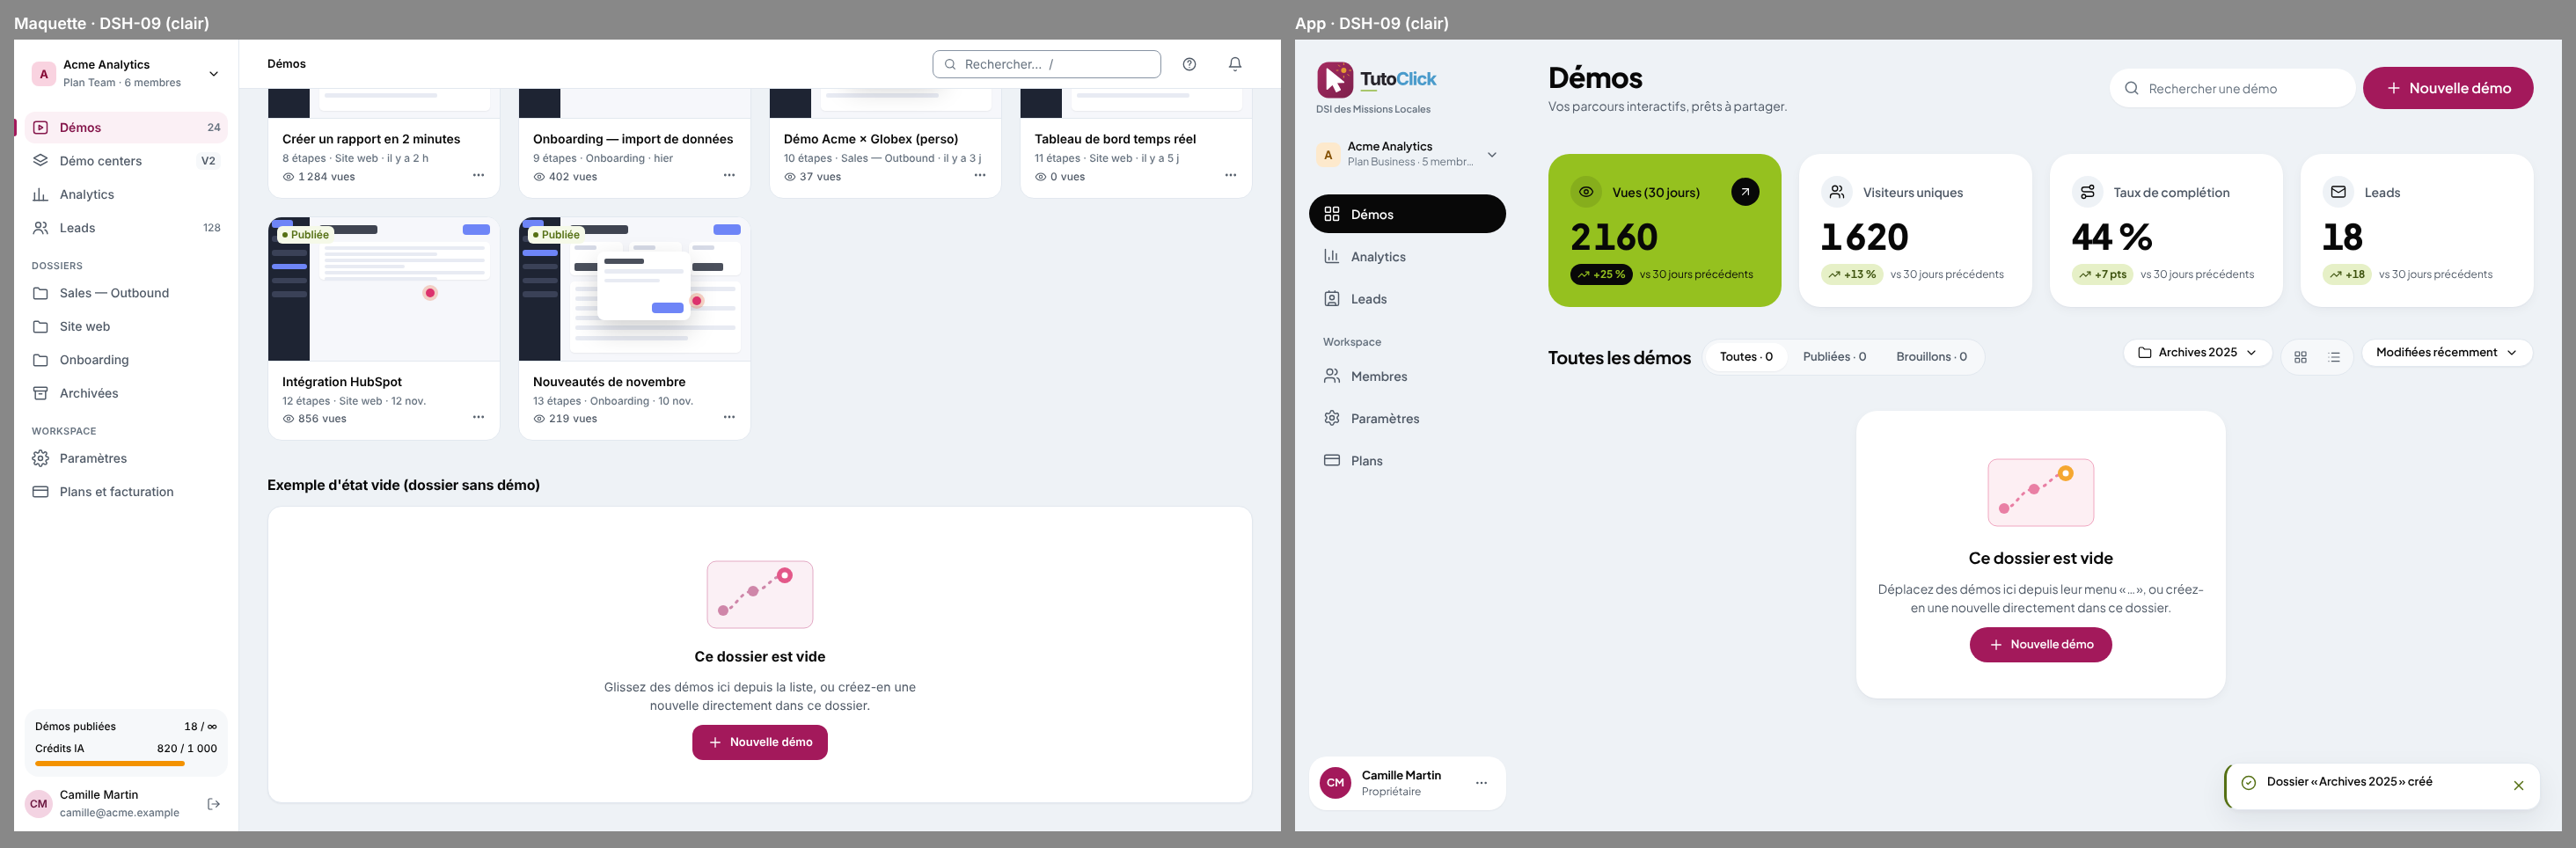 Maquette · DSH-09 (clair)
A
Acme Analytics
Plan Team · 6 membres
Démos
24
Démo centers
V2
Analytics
Leads
128
DOSSIERS
Sales — Outbound
Site web
Onboarding
Archivées
WORKSPACE
Paramètres
Plans et facturation
Démos publiées
18 / ∞
Crédits IA
820 / 1 000
CM
Camille Martin
camille@acme.example
Démos
Rechercher... /
Créer un rapport en 2 minutes
8 étapes · Site web · il y a 2 h
1 284 vues
Onboarding — import de données
9 étapes · Onboarding · hier
402 vues
Démo Acme × Globex (perso)
10 étapes · Sales — Outbound · il y a 3 j
37 vues
Tableau de bord temps réel
11 étapes · Site web · il y a 5 j
0 vues
Publiée
Intégration HubSpot
12 étapes · Site web · 12 nov.
856 vues
Publiée
Nouveautés de novembre
13 étapes · Onboarding · 10 nov.
219 vues
Exemple d'état vide (dossier sans démo)
Ce dossier est vide
Glissez des démos ici depuis la liste, ou créez-en une
nouvelle directement dans ce dossier.
+ Nouvelle démo
App · DSH-09 (clair)
TutoClick
DSI des Missions Locales
A
Acme Analytics
Plan Business · 5 membr...
Démos
Analytics
Leads
Workspace
Membres
Paramètres
Plans
CM
Camille Martin
Propriétaire
Démos
Vos parcours interactifs, prêts à partager.
Rechercher une démo
+ Nouvelle démo
Vues (30 jours)
2 160
+25 % vs 30 jours précédents
Visiteurs uniques
1 620
+13 % vs 30 jours précédents
Taux de complétion
44 %
+7 pts vs 30 jours précédents
Leads
18
+18 vs 30 jours précédents
Toutes les démos
Toutes · 0
Publiées · 0
Brouillons · 0
Archives 2025
Modifiées récemment
Ce dossier est vide
Déplacez des démos ici depuis leur menu « … », ou créez-
en une nouvelle directement dans ce dossier.
+ Nouvelle démo
Dossier « Archives 2025 » créé